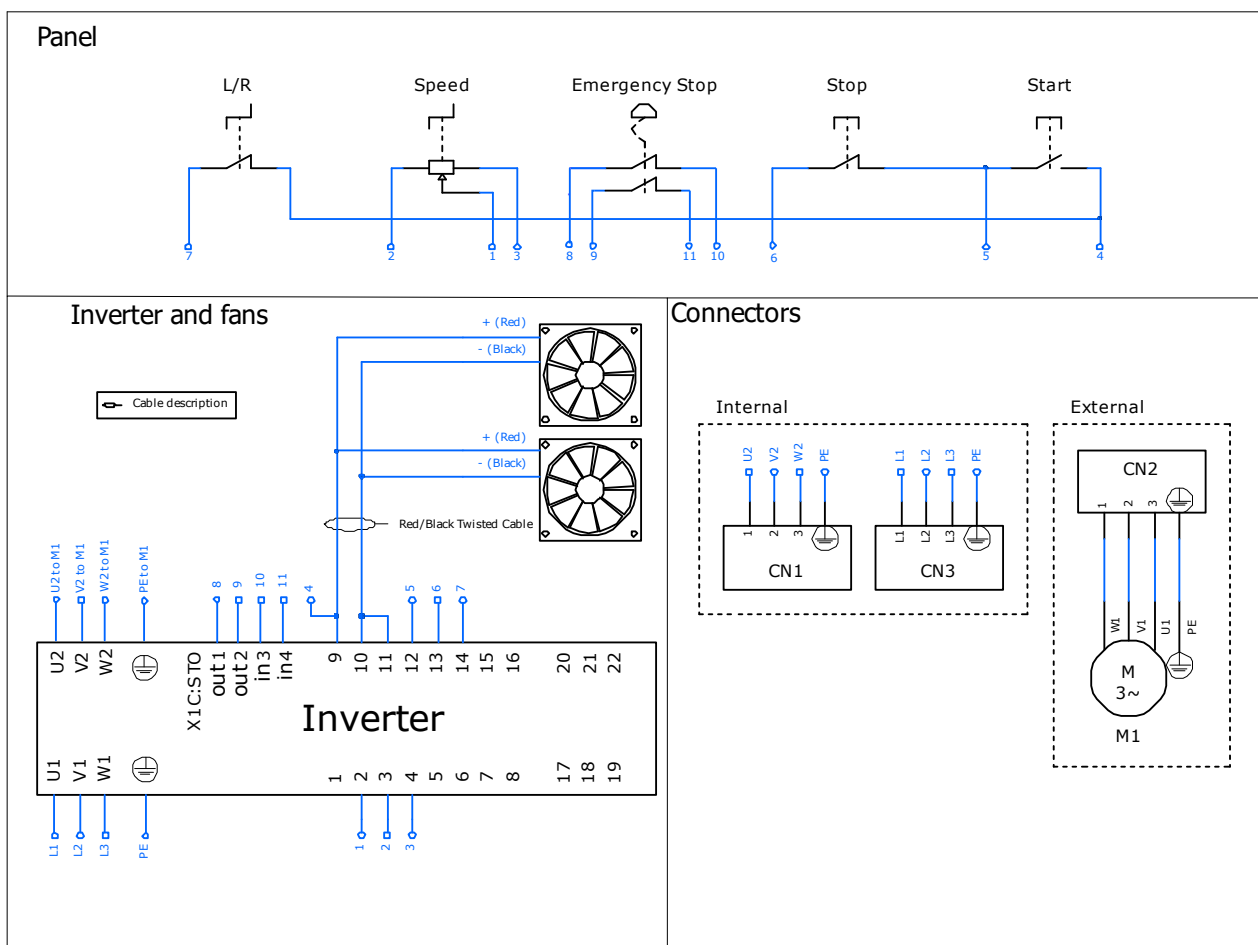 Panel
L/R
Speed
Emergency Stop
Stop
Start
7
2
1
3
8
9
11
10
6
5
4
Inverter and fans
+ (Red)
- (Black)
Cable description
+ (Red)
- (Black)
Red/Black Twisted Cable
U2 to M1
V2 to M1
W2 to M1
PE to M1
8
9
10
11
4
5
6
7
U2
V2
W2
X1C:STO
out1
out2
in3
in4
9
10
11
12
13
14
15
16
20
21
22
Inverter
U1
V1
W1
1
2
3
4
5
6
7
8
17
18
19
L1
L2
L3
PE
1
2
3
Connectors
Internal
U2
V2
W2
PE
1
2
3
CN1
L1
L2
L3
PE
L1
L2
L3
CN3
External
CN2
1
2
3
W1
V1
U1
PE
M
3~
M1